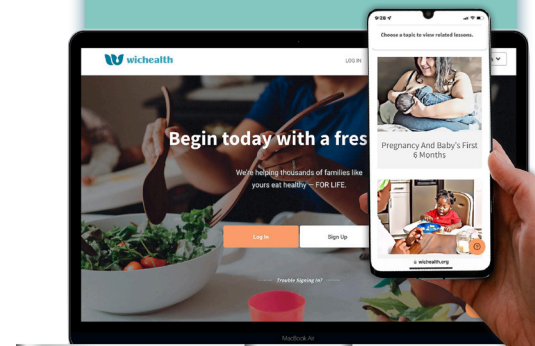 wichealth
LOG IN
Begin today with a fres
We're helping thousands of families like
yours eat healthy — FOR LIFE.
Log In
Sign Up
Trouble Signing In?
MacBook Air
9:38
Choose a topic to view related lessons.
Pregnancy And Baby's First
6 Months
wichealth.org